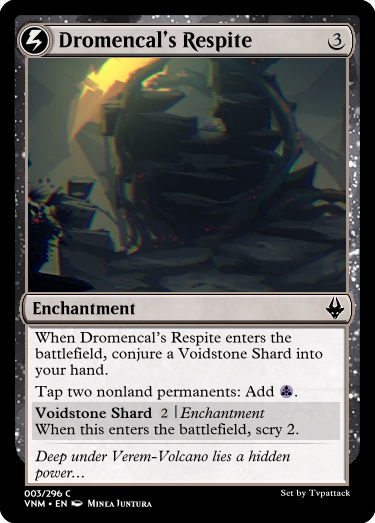 Dromencal's Respite 3
Enchantment
When Dromencal's Respite enters the
battlefield, conjure a Voidstone Shard into
your hand.
Tap two nonland permanents: Add .
Voidstone Shard 2 | Enchantment
When this enters the battlefield, scry 2.
Deep under Verem-Volcano lies a hidden
power…
003/296 C
VNM • EN Minea Juntura
Set by Tvpattack